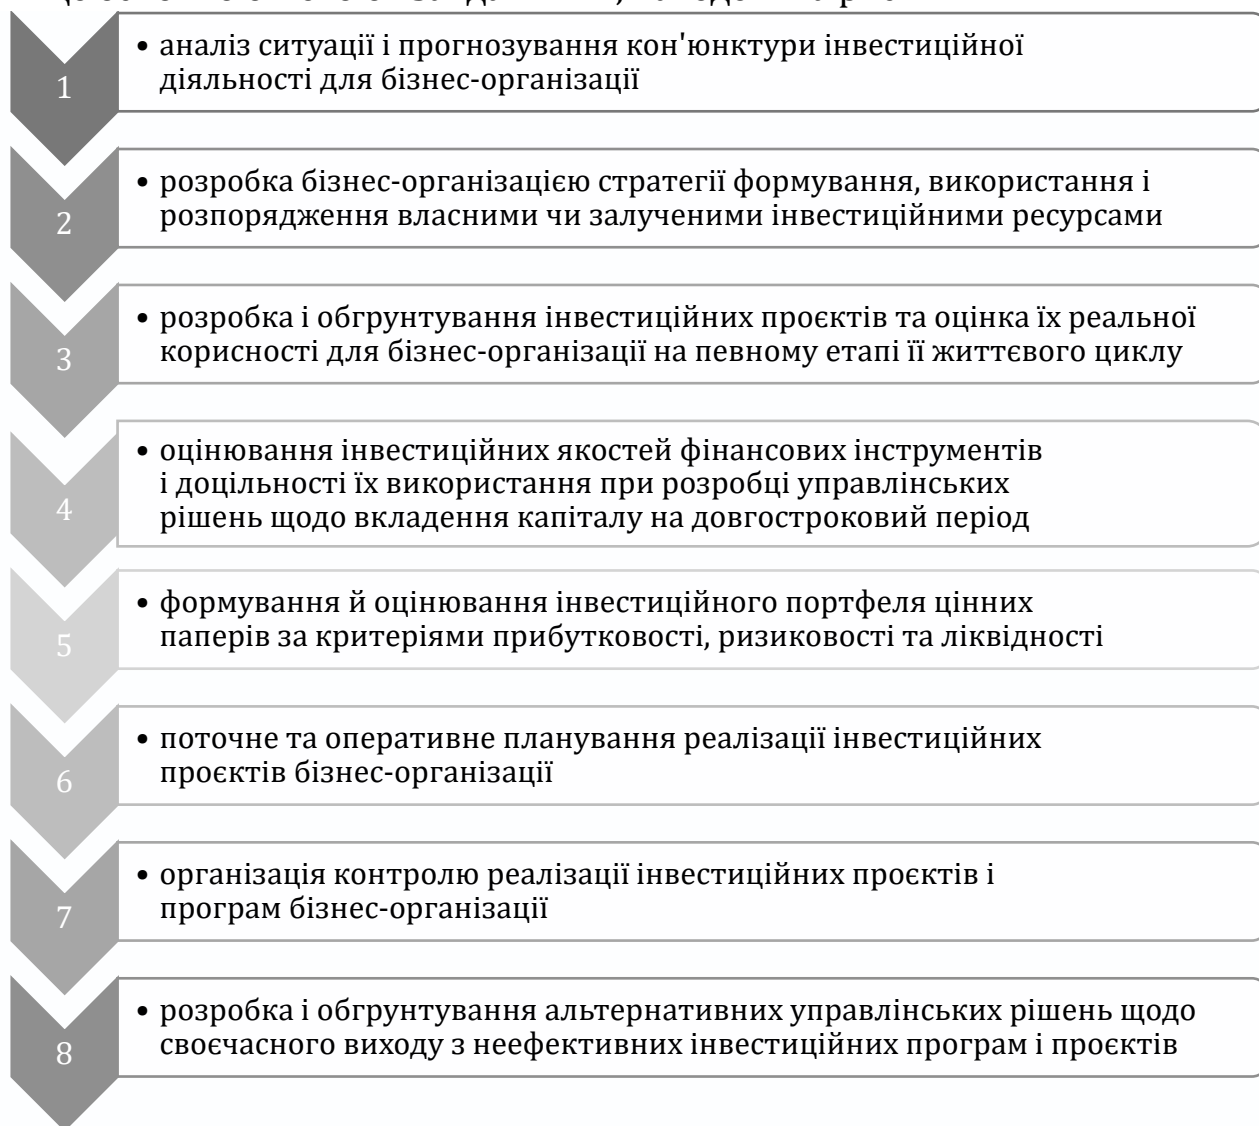 1
• аналіз ситуації і прогнозування кон'юнктури інвестиційної
діяльності для бізнес-організації
2
• розробка бізнес-організацією стратегії формування, використання і
розпорядження власними чи залученими інвестиційними ресурсами
3
• розробка і обгрунтування інвестиційних проєктів та оцінка їх реальної
корисності для бізнес-організації на певному етапі її життєвого циклу
4
• оцінювання інвестиційних якостей фінансових інструментів
і доцільності їх використання при розробці управлінських
рішень щодо вкладення капіталу на довгостроковий період
5
• формування й оцінювання інвестиційного портфеля цінних
паперів за критеріями прибутковості, ризиковості та ліквідності
6
• поточне та оперативне планування реалізації інвестиційних
проєктів бізнес-організації
7
• організація контролю реалізації інвестиційних проєктів і
програм бізнес-організації
8
• розробка і обгрунтування альтернативних управлінських рішень щодо
своєчасного виходу з неефективних інвестиційних програм і проєктів